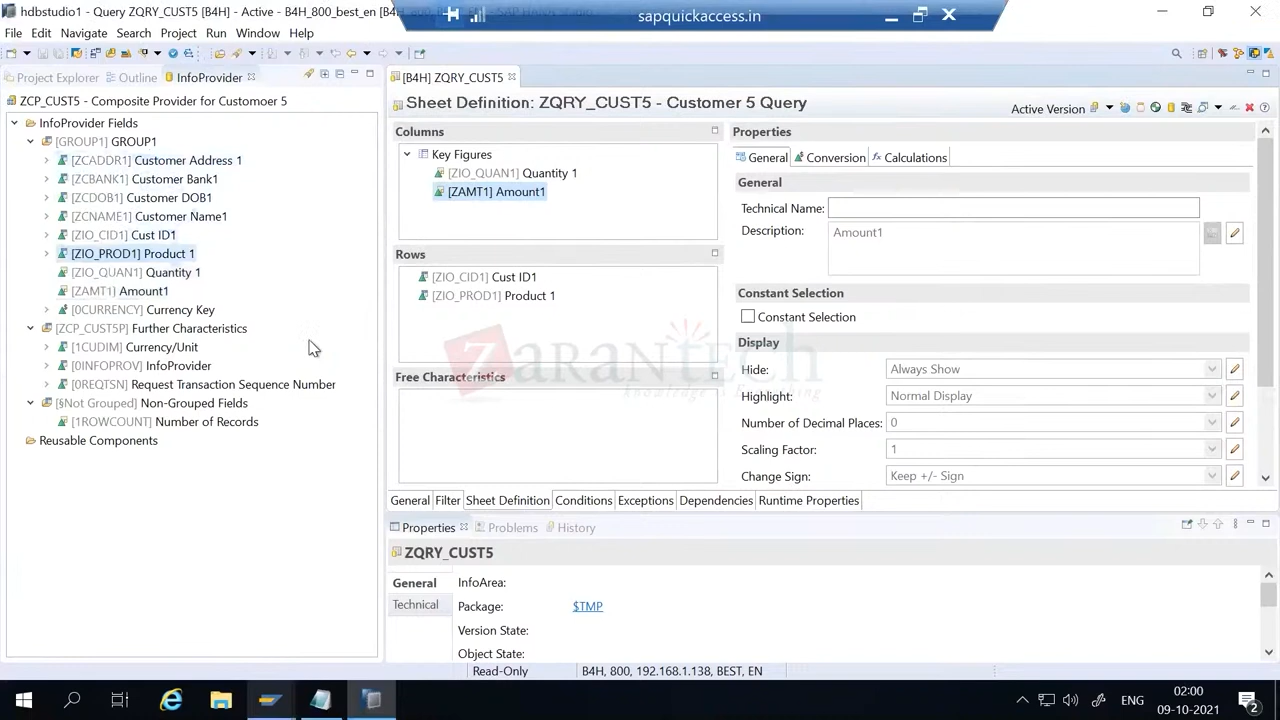 hdbstudio1 - Query ZQRY_CUST5 [B4H] - Active - B4H_800_best_en [B4H
sapquickaccess.in
File Edit Navigate Search Project Run Window Help
Project Explorer Outline InfoProvider
ZCP_CUST5 - Composite Provider for Customoer 5
InfoProvider Fields
[GROUP1] GROUP1
[ZCADDR1] Customer Address 1
[ZCBANK1] Customer Bank1
[ZCDOB1] Customer DOB1
[ZCNAME1] Customer Name1
[ZIO_CID1] Cust ID1
[ZIO_PROD1] Product 1
[ZIO_QUAN1] Quantity 1
[ZAMT1] Amount1
[0CURRENCY] Currency Key
[ZCP_CUST5P] Further Characteristics
[1CUDIM] Currency/Unit
[0INFOPROV] InfoProvider
[0REQTSN] Request Transaction Sequence Number
[§Not Grouped] Non-Grouped Fields
[1ROWCOUNT] Number of Records
Reusable Components
[B4H] ZQRY_CUST5
Sheet Definition: ZQRY_CUST5 - Customer 5 Query
Active Version
Columns
Key Figures
[ZIO_QUAN1] Quantity 1
[ZAMT1] Amount1
Rows
[ZIO_CID1] Cust ID1
[ZIO_PROD1] Product 1
Free Characteristics
Properties
General Conversion Calculations
General
Technical Name:
Description: Amount1
Constant Selection
Constant Selection
Display
Hide: Always Show
Highlight: Normal Display
Number of Decimal Places: 0
Scaling Factor: 1
Change Sign: Keep +/- Sign
ZaranTech
knowledge is Everything
General Filter Sheet Definition Conditions Exceptions Dependencies Runtime Properties
Properties Problems History
ZQRY_CUST5
General
Technical
InfoArea:
Package: $TMP
Version State:
Object State:
Read-Only B4H, 800, 192.168.1.138, BEST, EN
ENG
02:00
09-10-2021
2